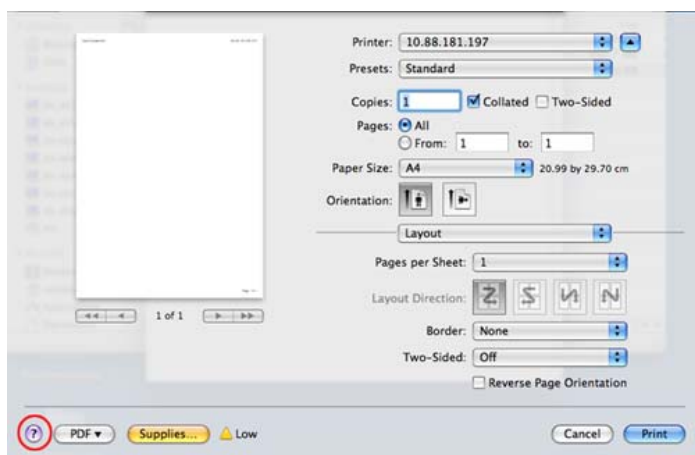 Printer: 10.88.181.197
Presets: Standard
Copies: 1 Collated Two-Sided
Pages: All
From: 1 to: 1
Paper Size: A4 20.99 by 29.70 cm
Orientation:
Layout
Pages per Sheet: 1
Layout Direction:
Border: None
Two-Sided: Off
Reverse Page Orientation
1 of 1
? PDF Supplies... Low Cancel Print